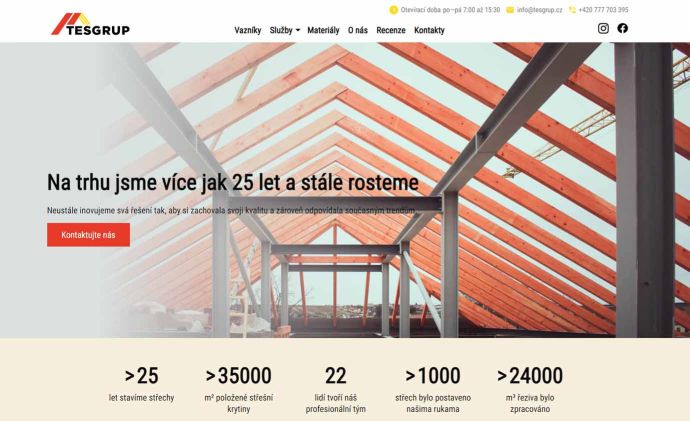 Otevírací doba po–pá 7:00 až 15:30 info@tesgrup.cz +420 777 703 395
TESGRUP
Vazníky Služby Materiály O nás Recenze Kontakty
Na trhu jsme více jak 25 let a stále rosteme
Neustále inovujeme svá řešení tak, aby si zachovala svoji kvalitu a zároveň odpovídala současným trendům.
Kontaktujte nás
>25
let stavíme střechy
>35000
m² položené střešní
krytiny
22
lidí tvoří náš
profesionální tým
>1000
střech bylo postaveno
našima rukama
>24000
m³ řeziva bylo
zpracováno